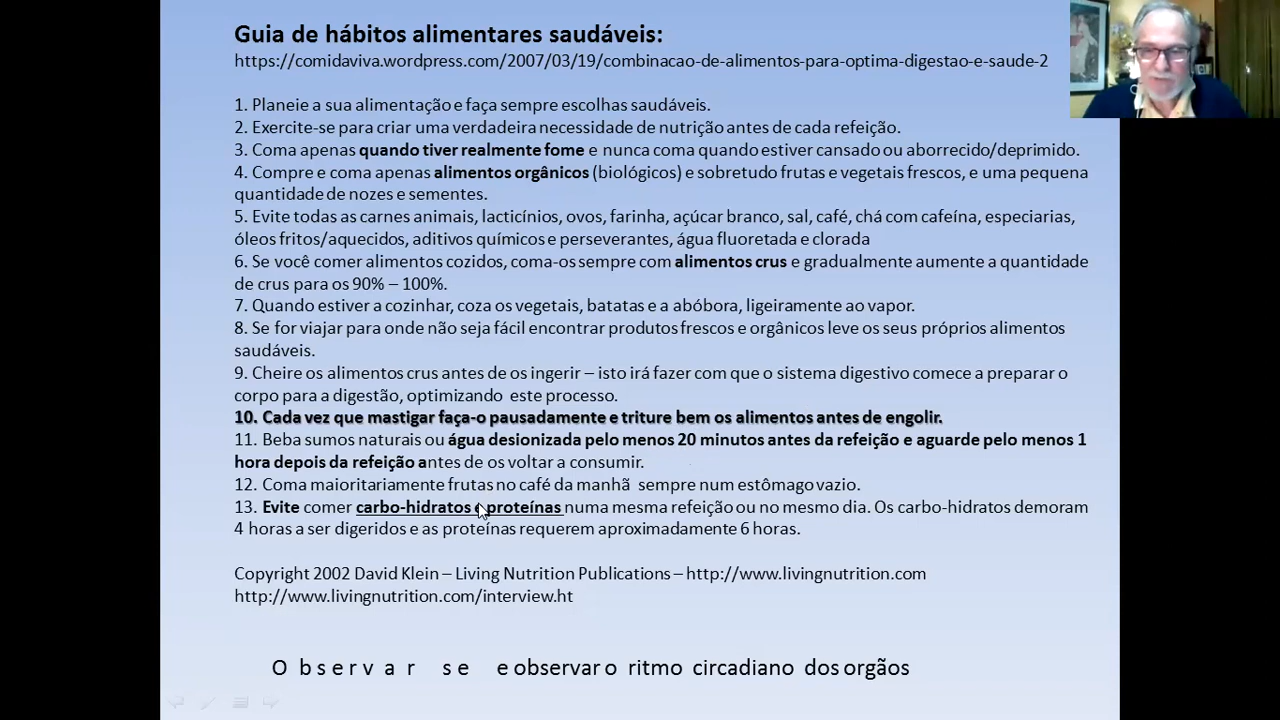 Guia de hábitos alimentares saudáveis:
https://comidaviva.wordpress.com/2007/03/19/combinacao-de-alimentos-para-optima-digestao-e-saude-2
1. Planeie a sua alimentação e faça sempre escolhas saudáveis.
2. Exercite-se para criar uma verdadeira necessidade de nutrição antes de cada refeição.
3. Coma apenas quando tiver realmente fome e nunca coma quando estiver cansado ou aborrecido/deprimido.
4. Compre e coma apenas alimentos orgânicos (biológicos) e sobretudo frutas e vegetais frescos, e uma pequena
quantidade de nozes e sementes.
5. Evite todas as carnes animais, lacticínios, ovos, farinha, açúcar branco, sal, café, chá com cafeína, especiarias,
óleos fritos/aquecidos, aditivos químicos e perseverantes, água fluoretada e clorada
6. Se você comer alimentos cozidos, coma-os sempre com alimentos crus e gradualmente aumente a quantidade
de crus para os 90% – 100%.
7. Quando estiver a cozinhar, coza os vegetais, batatas e a abóbora, ligeiramente ao vapor.
8. Se for viajar para onde não seja fácil encontrar produtos frescos e orgânicos leve os seus próprios alimentos
saudáveis.
9. Cheire os alimentos crus antes de os ingerir – isto irá fazer com que o sistema digestivo comece a preparar o
corpo para a digestão, optimizando este processo.
10. Cada vez que mastigar faça-o pausadamente e triture bem os alimentos antes de engolir.
11. Beba sumos naturais ou água desionizada pelo menos 20 minutos antes da refeição e aguarde pelo menos 1
hora depois da refeição antes de os voltar a consumir.
12. Coma maioritariamente frutas no café da manhã sempre num estômago vazio.
13. Evite comer carbo-hidratos e proteínas numa mesma refeição ou no mesmo dia. Os carbo-hidratos demoram
4 horas a ser digeridos e as proteínas requerem aproximadamente 6 horas.
Copyright 2002 David Klein – Living Nutrition Publications – http://www.livingnutrition.com
http://www.livingnutrition.com/interview.ht
O b s e r v a r s e e observar o ritmo circadiano dos orgãos